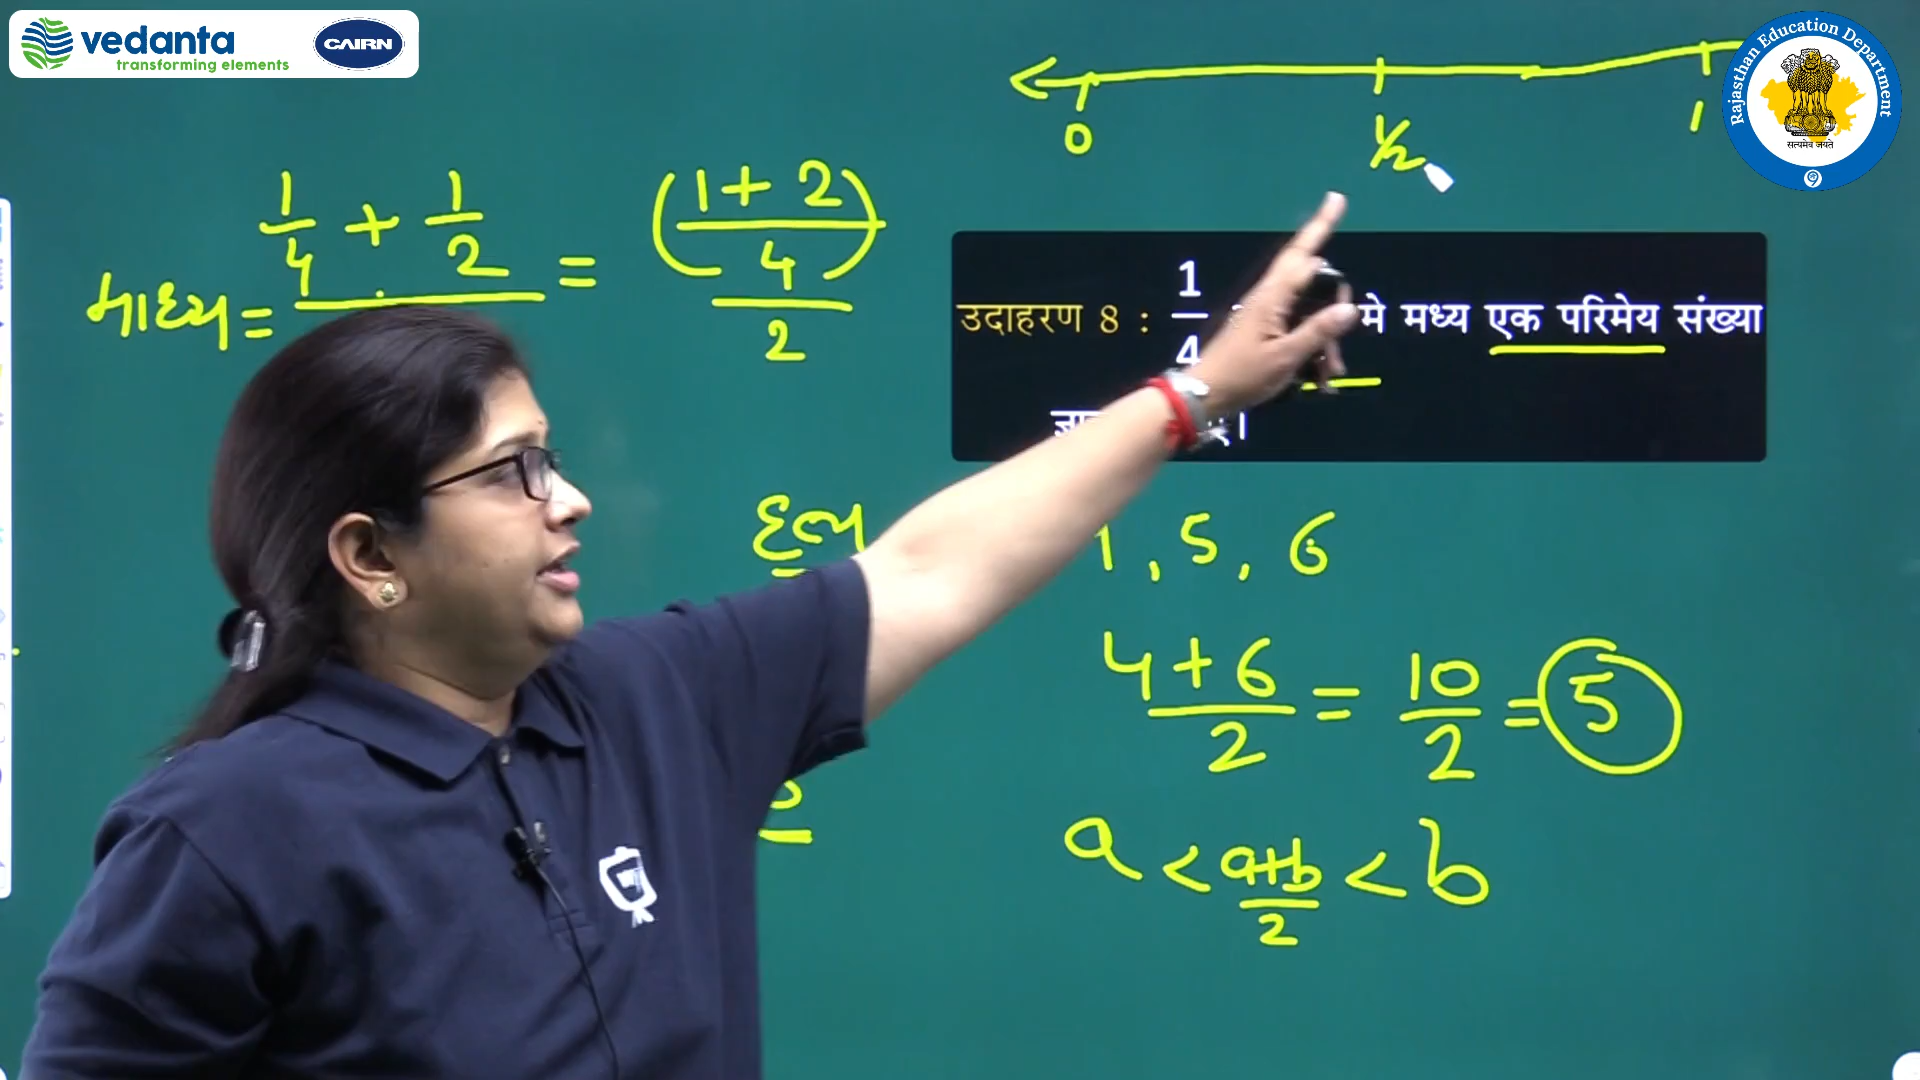 vedanta
transforming elements
CAIRN
Rajasthan Education Department
सत्यमेव जयते
0 1/2 1
माध्य = (1/4 + 1/2) / = ((1 + 2)/4) / 2
उदाहरण 8 : 1/4 मे मध्य एक परिमेय संख्या
हल
, 5, 6
(4 + 6)/2 = 10/2 = 5
a < (a+b)/2 < b